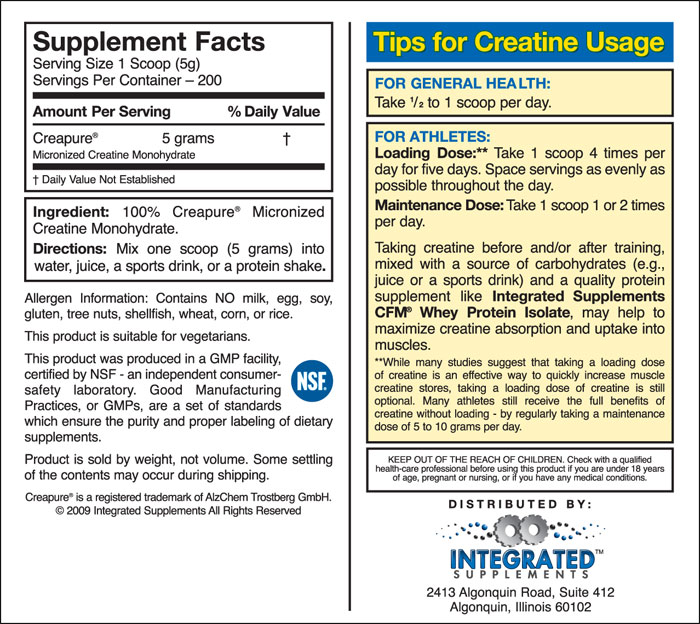 Supplement Facts
Serving Size 1 Scoop (5g)
Servings Per Container – 200
Amount Per Serving % Daily Value
Creapure® 5 grams †
Micronized Creatine Monohydrate
† Daily Value Not Established
Ingredient: 100% Creapure® Micronized
Creatine Monohydrate.
Directions: Mix one scoop (5 grams) into
water, juice, a sports drink, or a protein shake.
Allergen Information: Contains NO milk, egg, soy,
gluten, tree nuts, shellfish, wheat, corn, or rice.
This product is suitable for vegetarians.
This product was produced in a GMP facility,
certified by NSF - an independent consumer-
safety laboratory. Good Manufacturing
Practices, or GMPs, are a set of standards
which ensure the purity and proper labeling of dietary
supplements.
NSF.
Product is sold by weight, not volume. Some settling
of the contents may occur during shipping.
Creapure® is a registered trademark of AlzChem Trostberg GmbH.
© 2009 Integrated Supplements All Rights Reserved
Tips for Creatine Usage
FOR GENERAL HEALTH:
Take 1/2 to 1 scoop per day.
FOR ATHLETES:
Loading Dose:** Take 1 scoop 4 times per
day for five days. Space servings as evenly as
possible throughout the day.
Maintenance Dose: Take 1 scoop 1 or 2 times
per day.
Taking creatine before and/or after training,
mixed with a source of carbohydrates (e.g.,
juice or a sports drink) and a quality protein
supplement like Integrated Supplements
CFM® Whey Protein Isolate, may help to
maximize creatine absorption and uptake into
muscles.
**While many studies suggest that taking a loading dose
of creatine is an effective way to quickly increase muscle
creatine stores, taking a loading dose of creatine is still
optional. Many athletes still receive the full benefits of
creatine without loading - by regularly taking a maintenance
dose of 5 to 10 grams per day.
KEEP OUT OF THE REACH OF CHILDREN. Check with a qualified
health-care professional before using this product if you are under 18 years
of age, pregnant or nursing, or if you have any medical conditions.
DISTRIBUTED BY:
INTEGRATED™
SUPPLEMENTS
2413 Algonquin Road, Suite 412
Algonquin, Illinois 60102